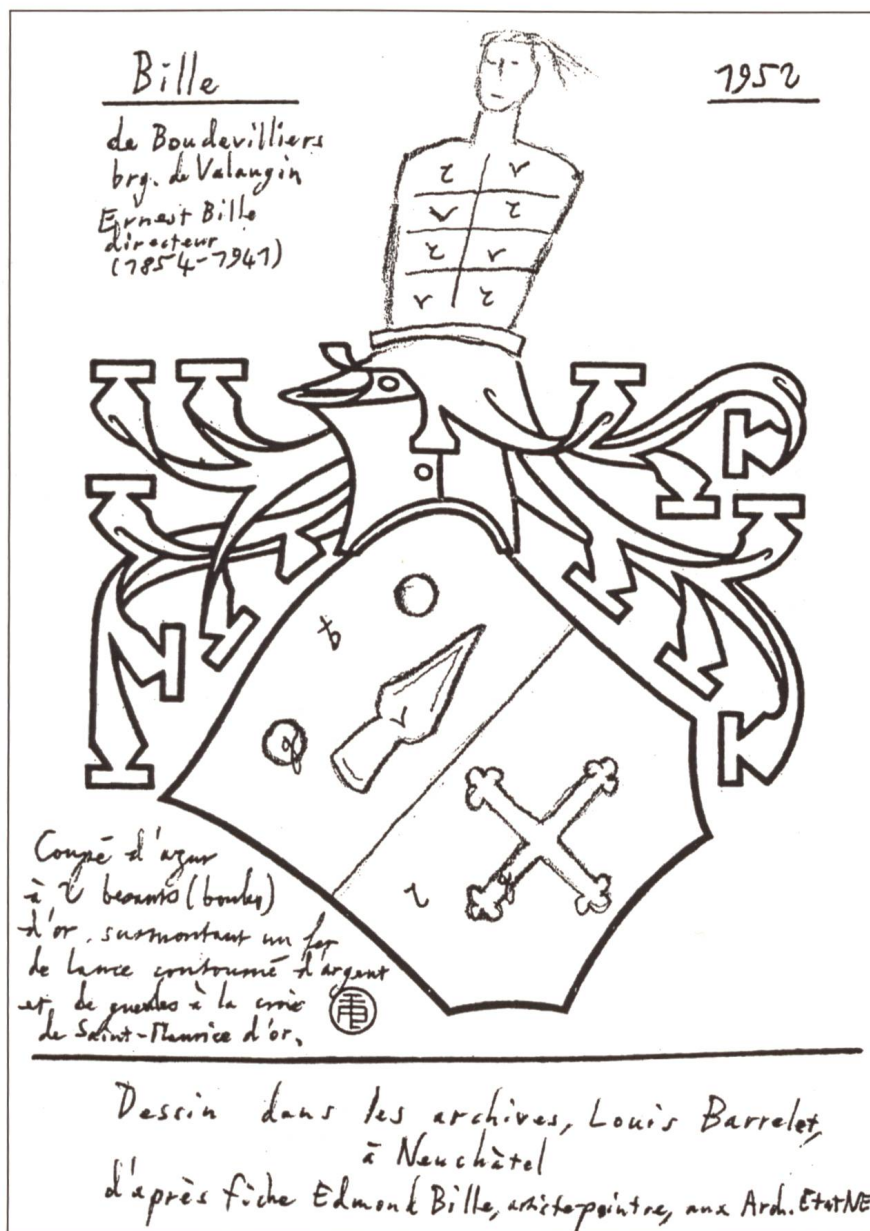 Bille
1952
de Boudevilliers
brg. de Valangin
Ernest Bille
directeur
(1854-1941)
Coupé d'azur
à 2 besants (boules)
d'or, surmontant un fer
de lance contourné d'argent
et de gueules à la croix
de Saint-Maurice d'or.
Dessin dans les archives, Louis Barrelet,
à Neuchâtel
d'après fiche Edmond Bille, artiste peintre, aux Arch. Etat NE